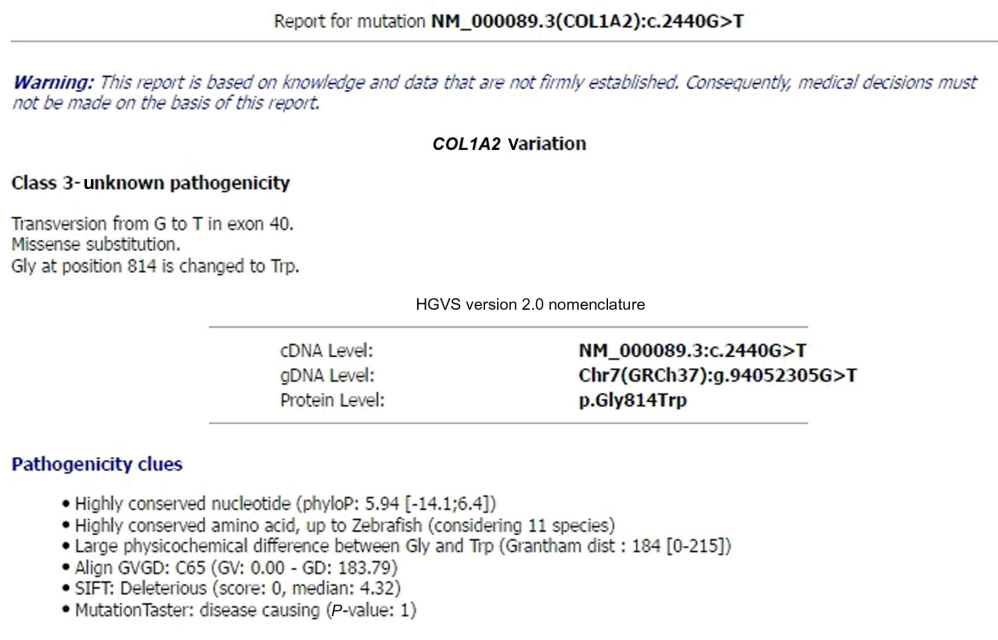 Report for mutation NM_000089.3(COL1A2):c.2440G>T
Warning: This report is based on knowledge and data that are not firmly established. Consequently, medical decisions must
not be made on the basis of this report.
COL1A2 Variation
Class 3-unknown pathogenicity
Transversion from G to T in exon 40.
Missense substitution.
Gly at position 814 is changed to Trp.
HGVS version 2.0 nomenclature
cDNA Level: NM_000089.3:c.2440G>T
gDNA Level: Chr7(GRCh37):g.94052305G>T
Protein Level: p.Gly814Trp
Pathogenicity clues
• Highly conserved nucleotide (phyloP: 5.94 [-14.1;6.4])
• Highly conserved amino acid, up to Zebrafish (considering 11 species)
• Large physicochemical difference between Gly and Trp (Grantham dist : 184 [0-215])
• Align GVGD: C65 (GV: 0.00 - GD: 183.79)
• SIFT: Deleterious (score: 0, median: 4.32)
• MutationTaster: disease causing (P-value: 1)